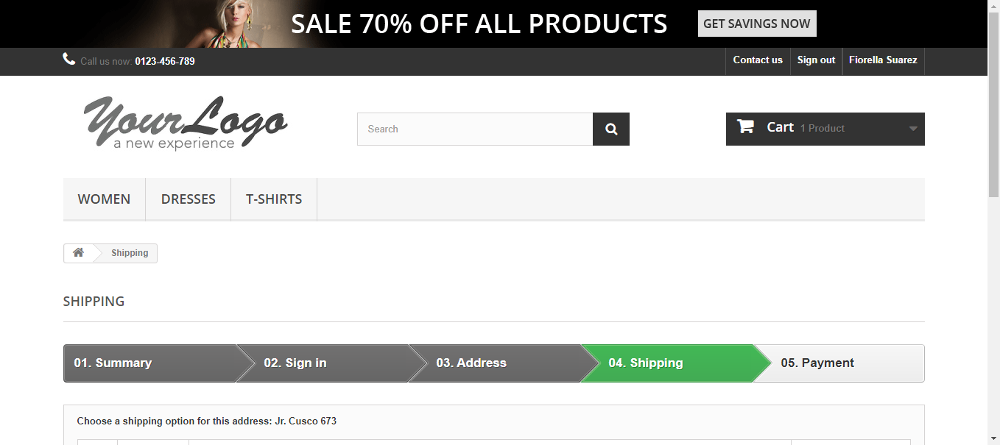 SALE 70% OFF ALL PRODUCTS GET SAVINGS NOW
Call us now: 0123-456-789 Contact us Sign out Fiorella Suarez
YourLogo
a new experience
Search Cart 1 Product
WOMEN DRESSES T-SHIRTS
Shipping
SHIPPING
01. Summary 02. Sign in 03. Address 04. Shipping 05. Payment
Choose a shipping option for this address: Jr. Cusco 673